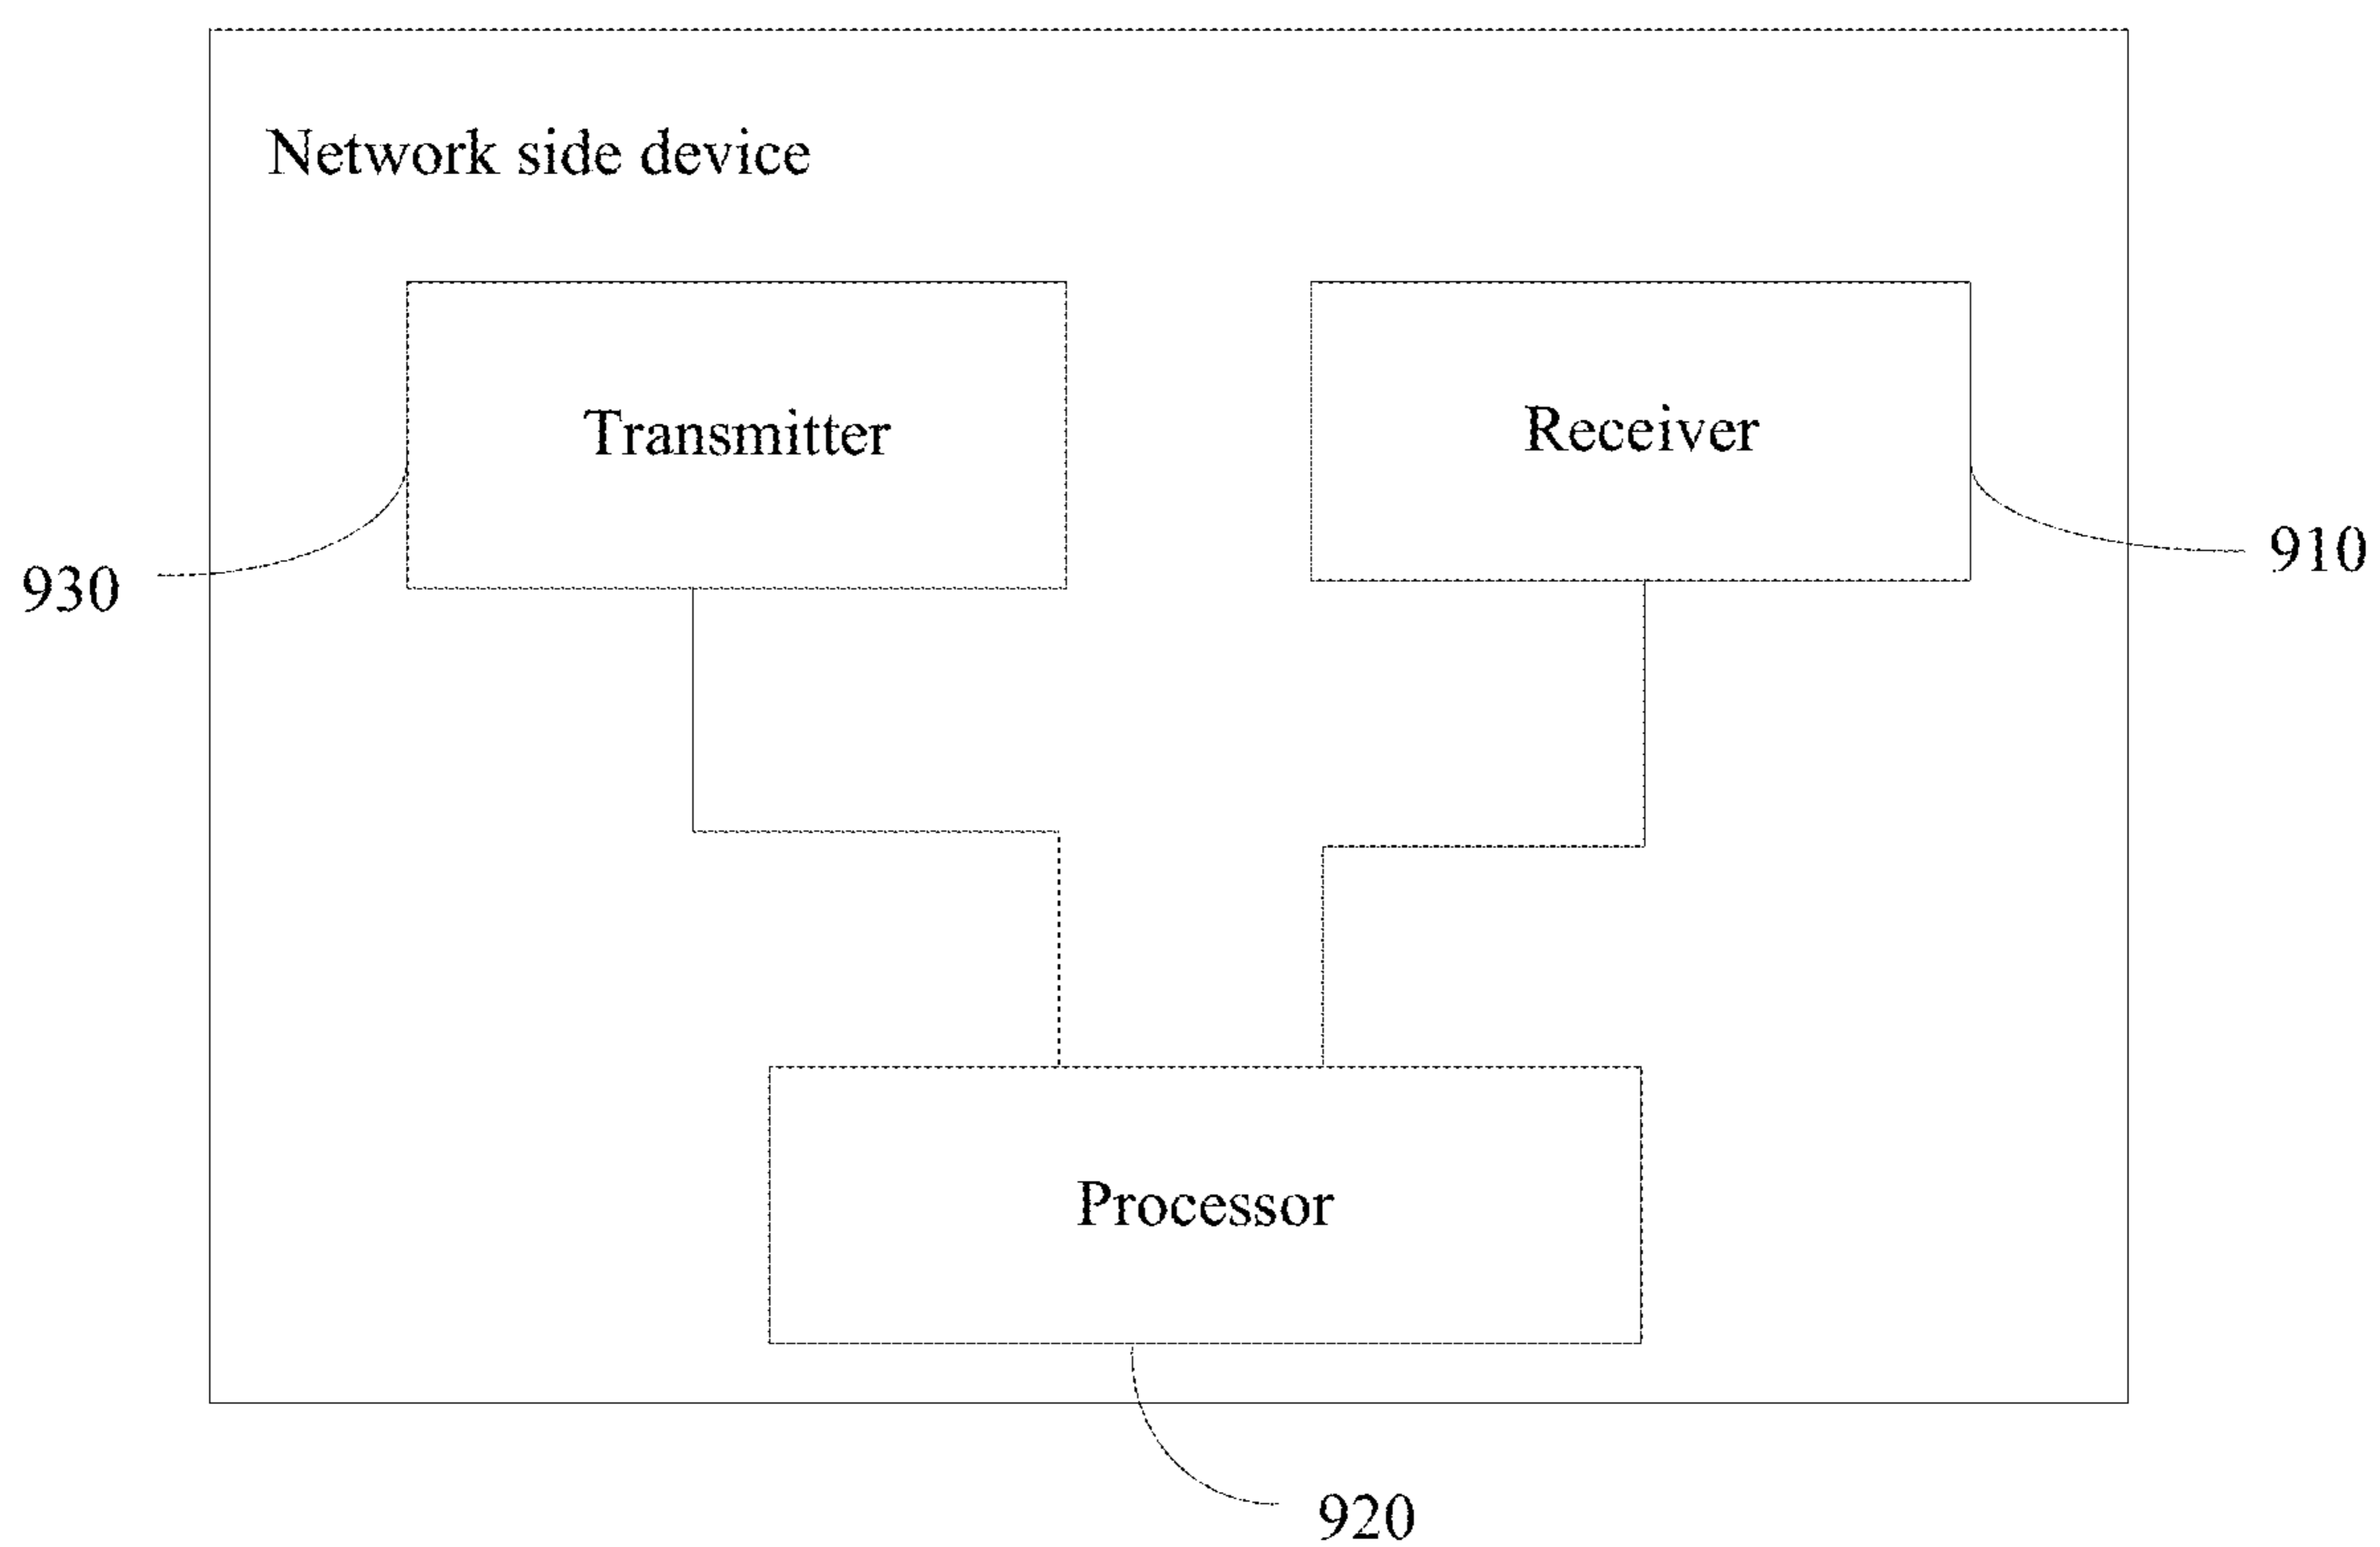 Network side device
Transmitter
Receiver
930
910
Processor
920